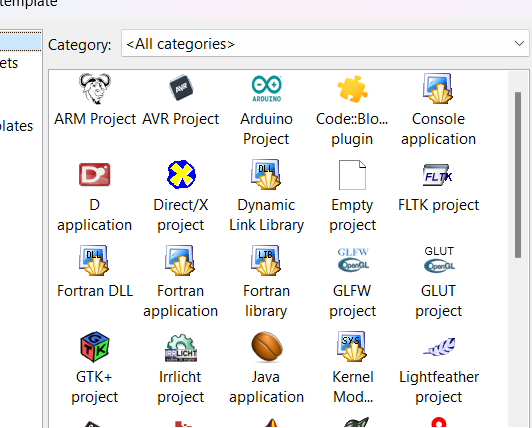 template
Category: <All categories>
ets
lates
AVR
ARDUINO
ARM Project AVR Project Arduino Project Code::Blo... plugin Console application
D
DLL
FLTK
D application Direct/X project Dynamic Link Library Empty project FLTK project
DLL
LIB
GLFW
OpenGL
GLUT
OpenGL
Fortran DLL Fortran application Fortran library GLFW project GLUT project
GTK
IRRLICHT
SYS
GTK+ project Irrlicht project Java application Kernel Mod... Lightfeather project